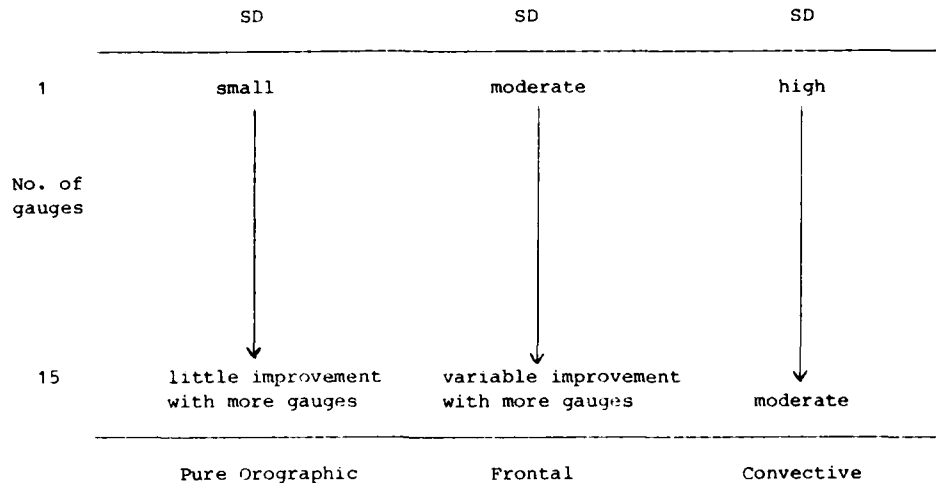 SD SD SD
1 small moderate high
No. of
gauges
15 little improvement variable improvement
with more gauges with more gauges moderate
Pure Orographic Frontal Convective